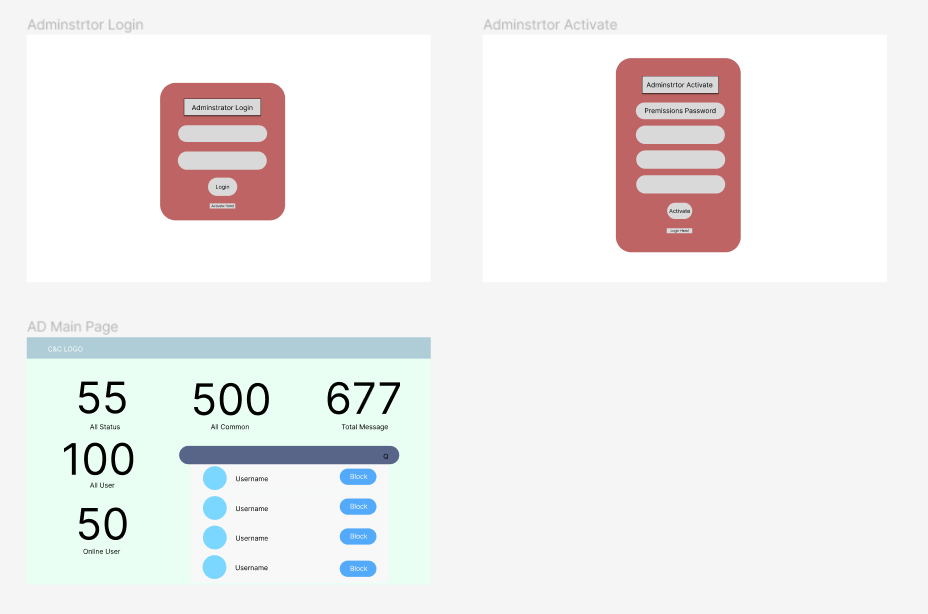 Adminstrtor Login
Adminstrtor Activate
Adminstrator Login
Login
Activate Here!
Adminstrtor Activate
Premissions Password
Activate
Login Here!
AD Main Page
C&C LOGO
55
All Status
500
All Common
677
Total Message
100
All User
50
Online User
Q
Username
Block
Username
Block
Username
Block
Username
Block